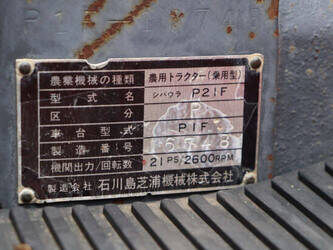 農業機械の種類 農用トラクター(乗用型)
型式名 シバウラ P21F
区分
車台型式 P1F
製造番号
機関出力/回転数 21PS/2600RPM
製造会社 石川島芝浦機械株式会社